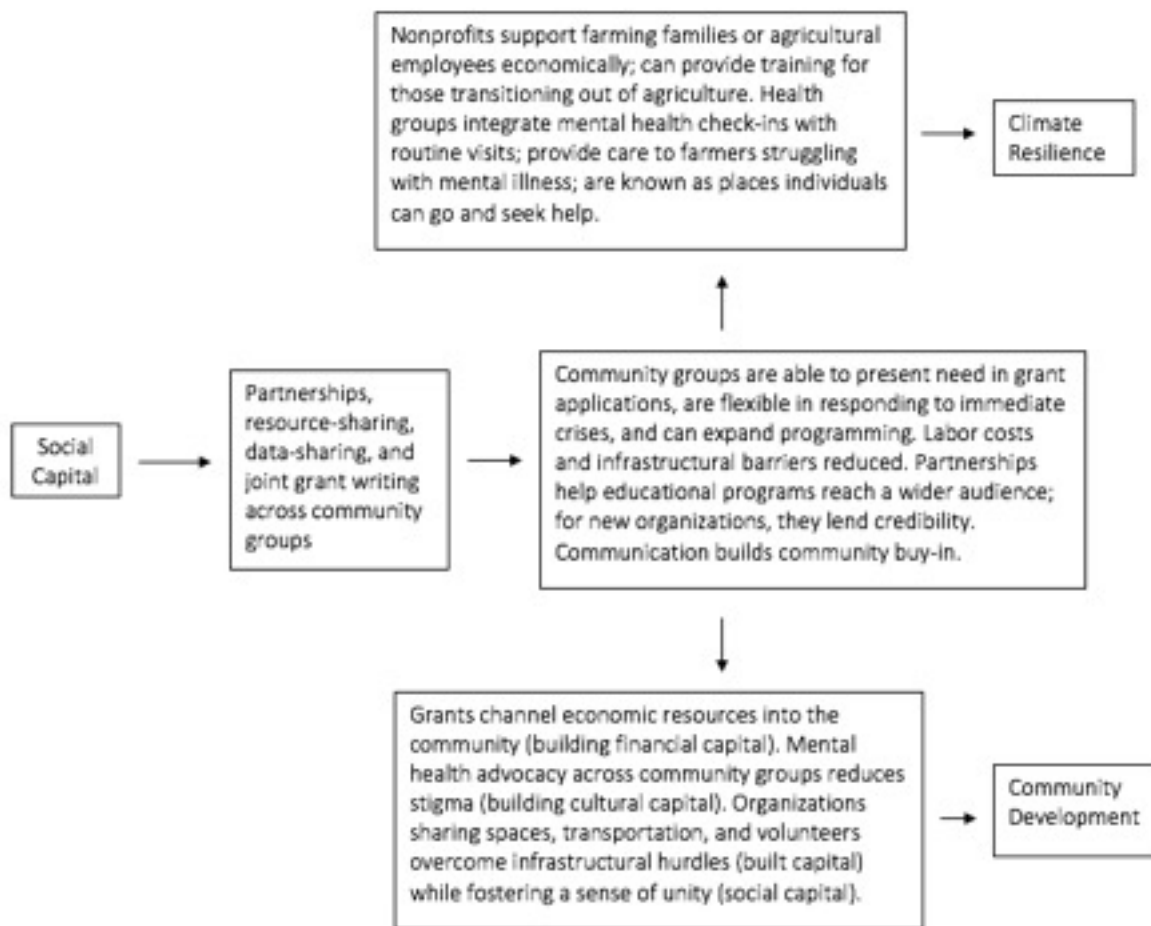 Nonprofits support farming families or agricultural
employees economically; can provide training for
those transitioning out of agriculture. Health
groups integrate mental health check-ins with
routine visits; provide care to farmers struggling
with mental illness; are known as places individuals
can go and seek help.
Climate
Resilience
Social
Capital
Partnerships,
resource-sharing,
data-sharing, and
joint grant writing
across community
groups
Community groups are able to present need in grant
applications, are flexible in responding to immediate
crises, and can expand programming. Labor costs
and infrastructural barriers reduced. Partnerships
help educational programs reach a wider audience;
for new organizations, they lend credibility.
Communication builds community buy-in.
Grants channel economic resources into the
community (building financial capital). Mental
health advocacy across community groups reduces
stigma (building cultural capital). Organizations
sharing spaces, transportation, and volunteers
overcome infrastructural hurdles (built capital)
while fostering a sense of unity (social capital).
Community
Development